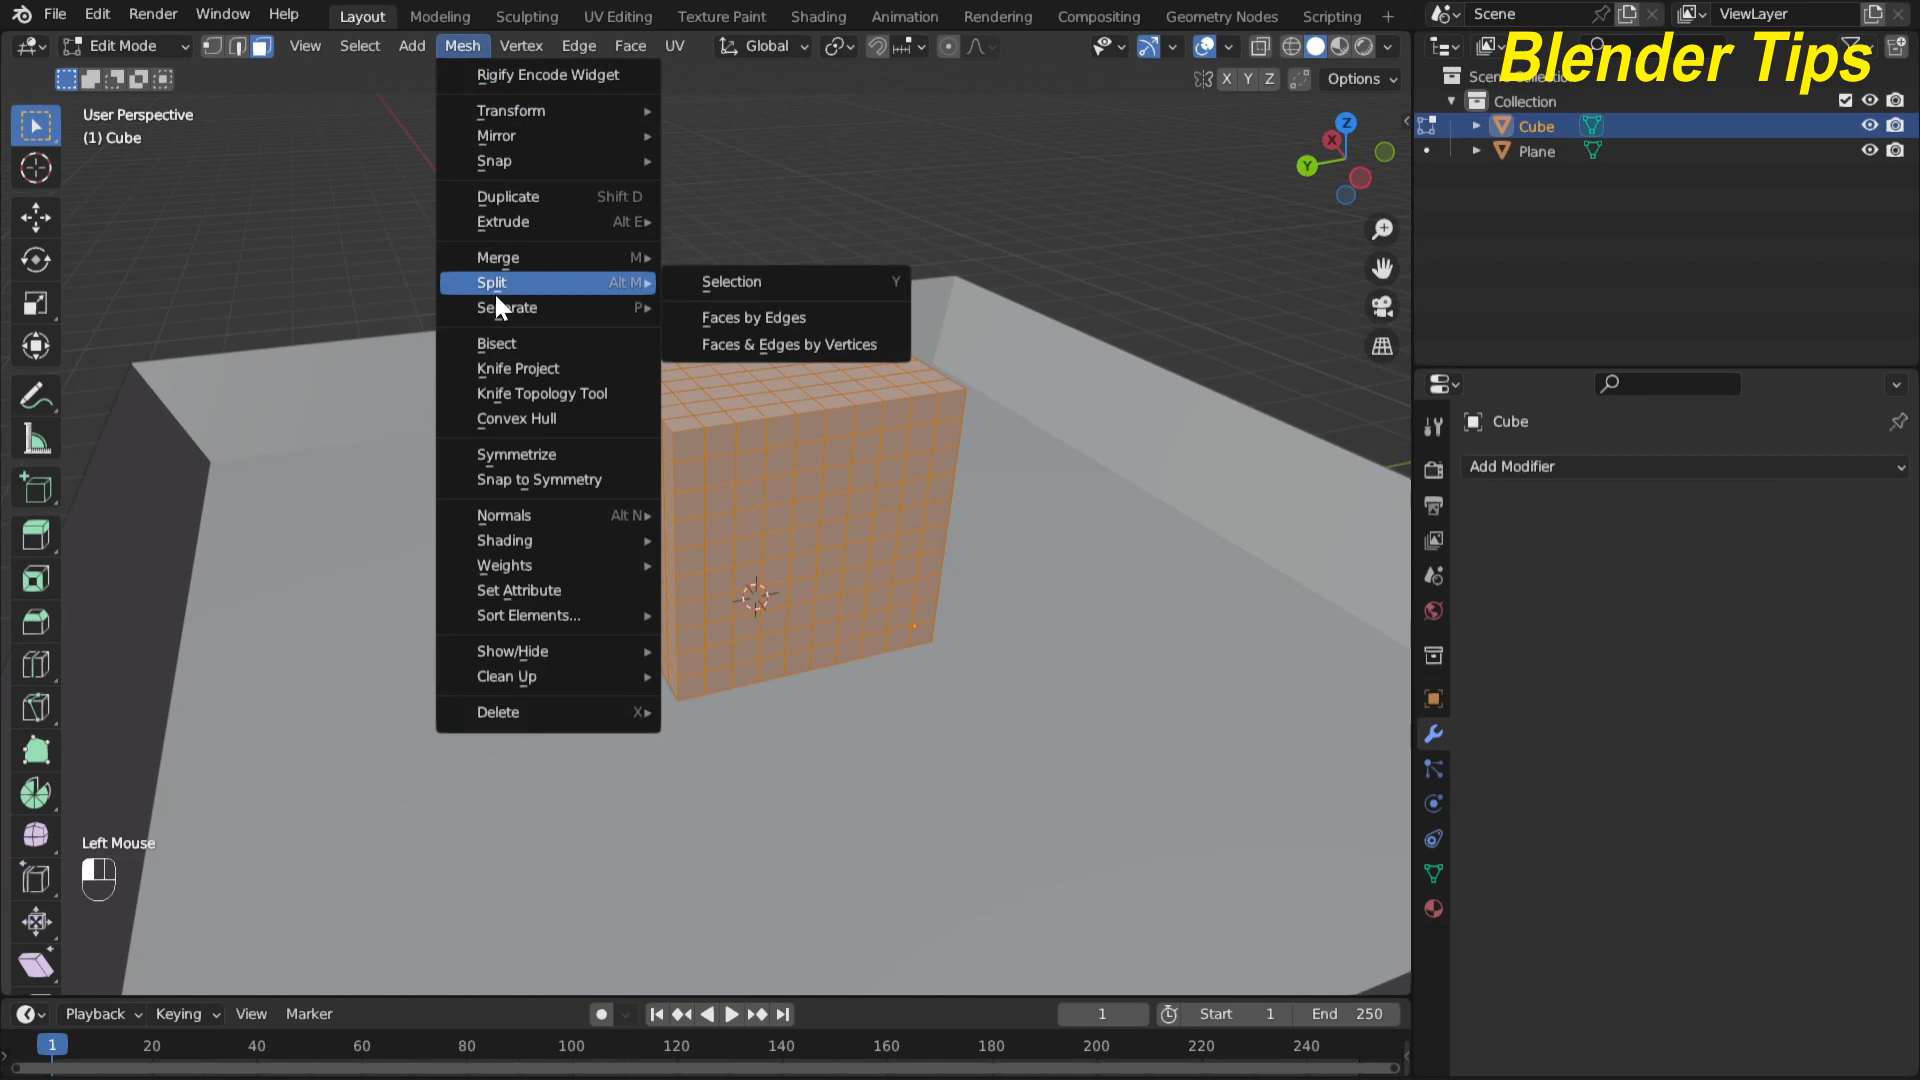 File Edit Render Window Help Layout Modeling Sculpting UV Editing Texture Paint Shading Animation Rendering Compositing Geometry Nodes Scripting + Scene ViewLayer
Edit Mode View Select Add Mesh Vertex Edge Face UV Global
Blender Tips
X Y Z Options
Collection
Cube
Plane
User Perspective
(1) Cube
Rigify Encode Widget
Transform
Mirror
Snap
Duplicate Shift D
Extrude Alt E
Merge M
Split Alt M
Separate P
Bisect
Knife Project
Knife Topology Tool
Convex Hull
Symmetrize
Snap to Symmetry
Normals Alt N
Shading
Weights
Set Attribute
Sort Elements...
Show/Hide
Clean Up
Delete X
Selection Y
Faces by Edges
Faces & Edges by Vertices
Z
X
Y
Cube
Add Modifier
Left Mouse
Playback Keying View Marker 1 Start 1 End 250
1 20 40 60 80 100 120 140 160 180 200 220 240